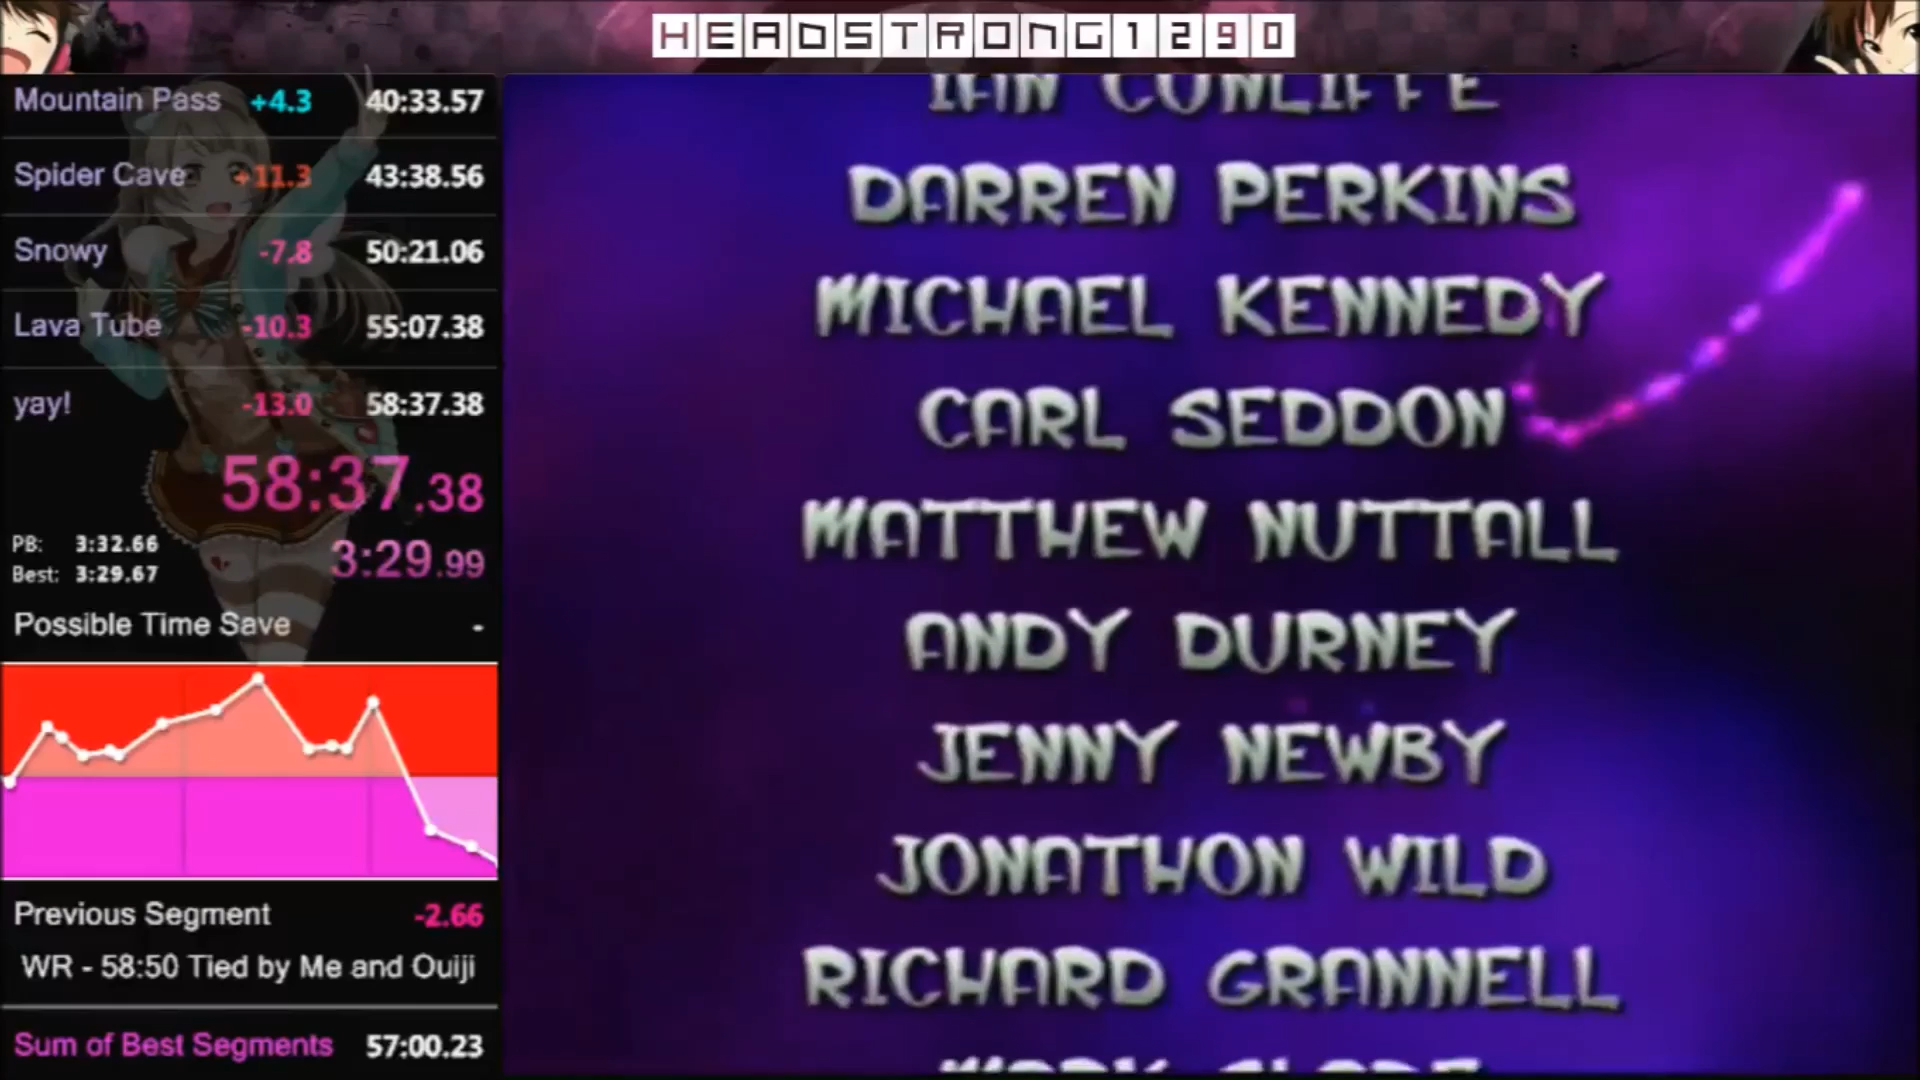 HEADSTRONG1290
Mountain Pass +4.3 40:33.57
Spider Cave +11.3 43:38.56
Snowy -7.8 50:21.06
Lava Tube -10.3 55:07.38
yay! -13.0 58:37.38
58:37.38
PB: 3:32.66
Best: 3:29.67
3:29.99
Possible Time Save -
Previous Segment -2.66
WR - 58:50 Tied by Me and Ouiji
Sum of Best Segments 57:00.23
IAN CUNLIFFE
DARREN PERKINS
MICHAEL KENNEDY
CARL SEDDON
MATTHEW NUTTALL
ANDY DURNEY
JENNY NEWBY
JONATHON WILD
RICHARD GRANNELL